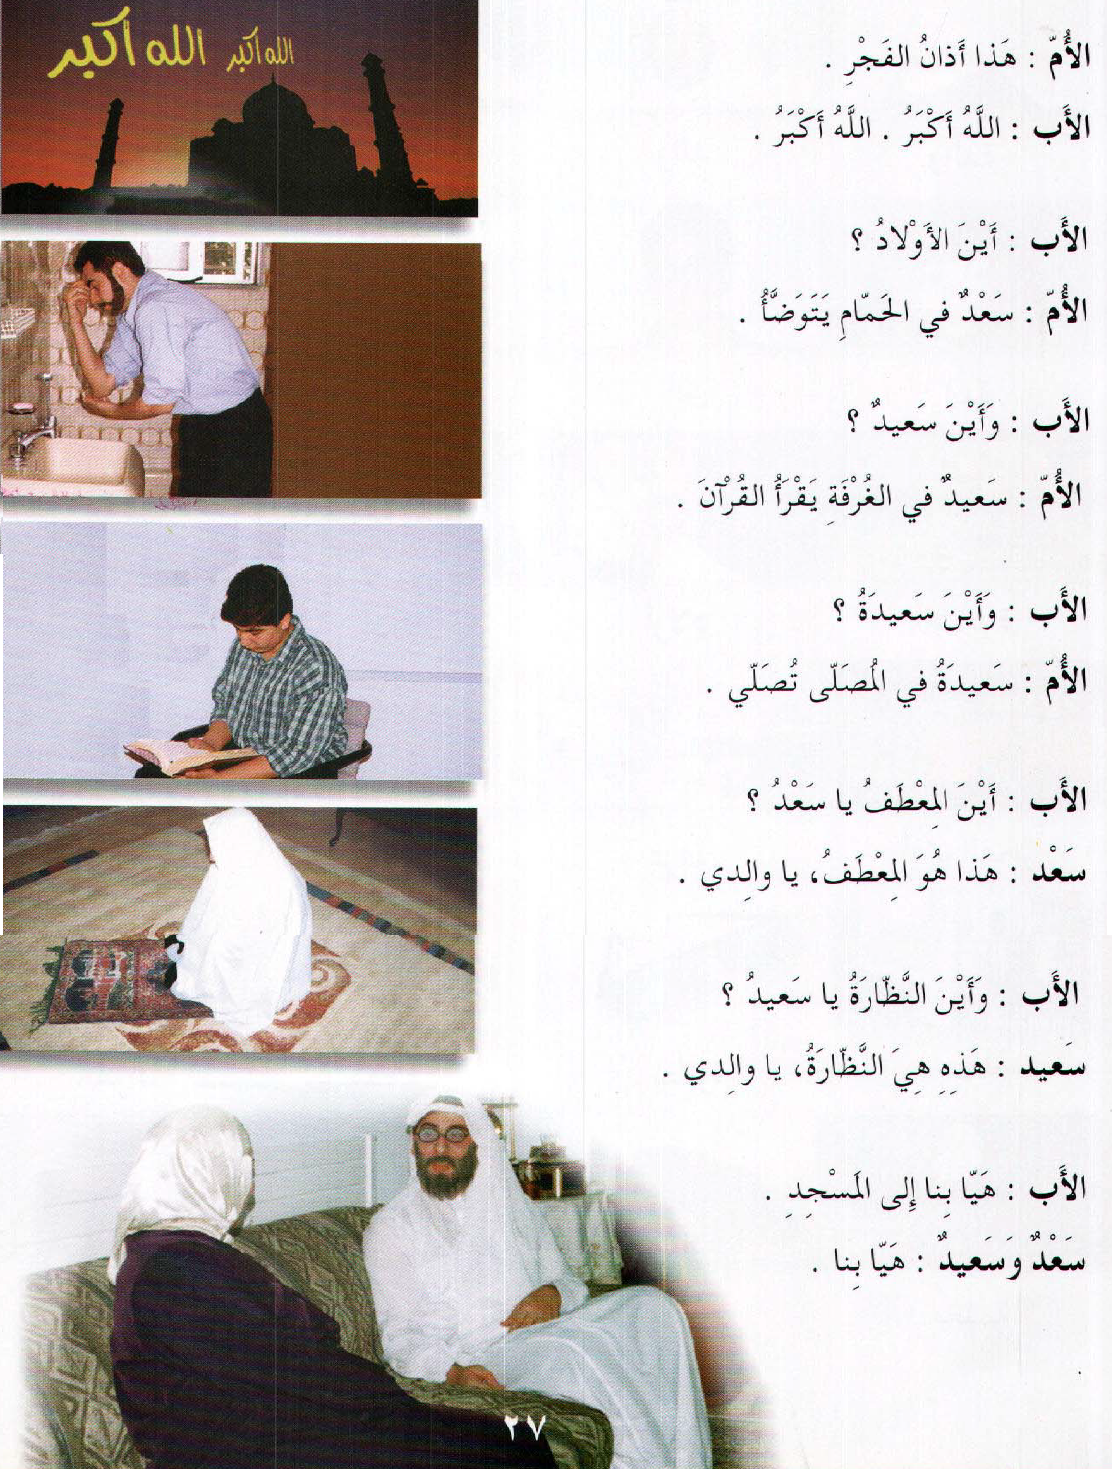 الله أكبر الله أكبر
الأُمّ : هَذا أَذانُ الفَجْرِ .
الأَب : اللَّهُ أَكْبَرُ . اللَّهُ أَكْبَرُ .
الأَب : أَيْنَ الأَوْلادُ ؟
الأُمّ : سَعْدٌ في الحَمّامِ يَتَوَضَّأُ .
الأَب : وَأَيْنَ سَعيدٌ ؟
الأُمّ : سَعيدٌ في الغُرْفَةِ يَقْرَأُ القُرْآنَ .
الأَب : وَأَيْنَ سَعيدَةُ ؟
الأُمّ : سَعيدَةُ في المُصَلّى تُصَلّي .
الأَب : أَيْنَ المِعْطَفُ يا سَعْدُ ؟
سَعْد : هَذا هُوَ المِعْطَفُ، يا والِدي .
الأَب : وَأَيْنَ النَّظّارَةُ يا سَعيدُ ؟
سَعيد : هَذِهِ هِيَ النَّظّارَةُ، يا والِدي .
الأَب : هَيّا بِنا إِلى المَسْجِدِ .
سَعْدٌ وَسَعيدٌ : هَيّا بِنا .
٢٧